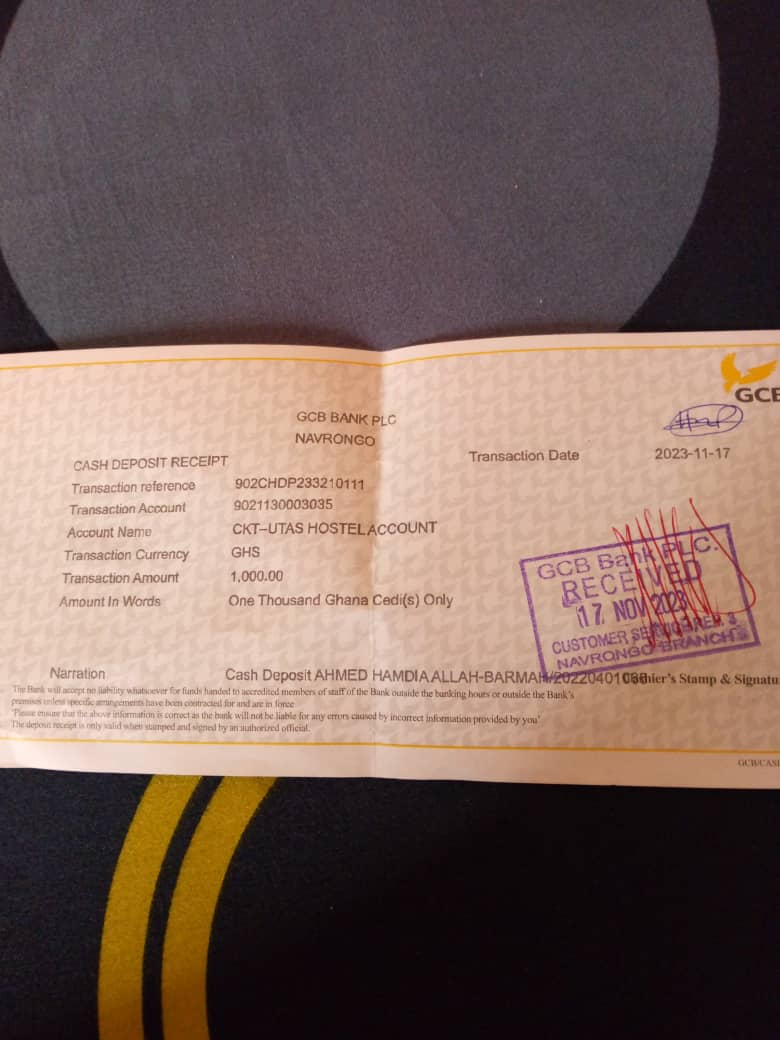 GCB
GCB BANK PLC
NAVRONGO
CASH DEPOSIT RECEIPT
Transaction Date 2023-11-17
Transaction reference 902CHDP233210111
Transaction Account 9021130003035
Account Name CKT-UTAS HOSTEL ACCOUNT
Transaction Currency GHS
Transaction Amount 1,000.00
Amount In Words One Thousand Ghana Cedi(s) Only
GCB Bank PLC.
RECEIVED
17 NOV 2023
CUSTOMER SERVICE REP. 3
NAVRONGO BRANCH
Narration Cash Deposit AHMED HAMDIA ALLAH-BARMAH/20220401036 Cashier's Stamp & Signatu
The Bank will accept no liability whatsoever for funds handed to accredited members of staff of the Bank outside the banking hours or outside the Bank's
premises unless specific arrangements have been contracted for and are in force
'Please ensure that the above information is correct as the bank will not be liable for any errors caused by incorrect information provided by you'
The deposit receipt is only valid when stamped and signed by an authorized official.
GCB/CASH